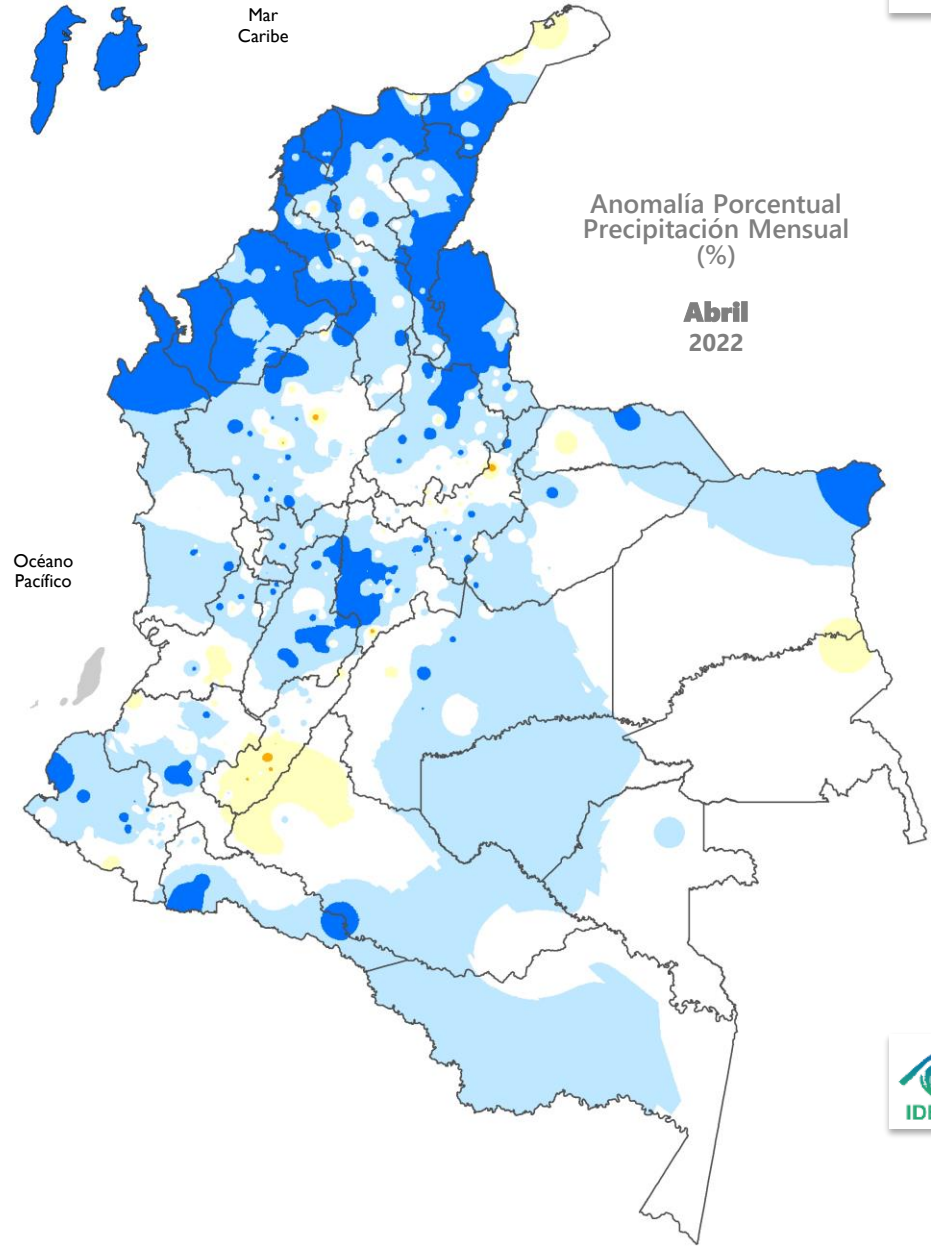 Mar
Caribe
Anomalía Porcentual
Precipitación Mensual
(%)
Abril
2022
Océano
Pacífico